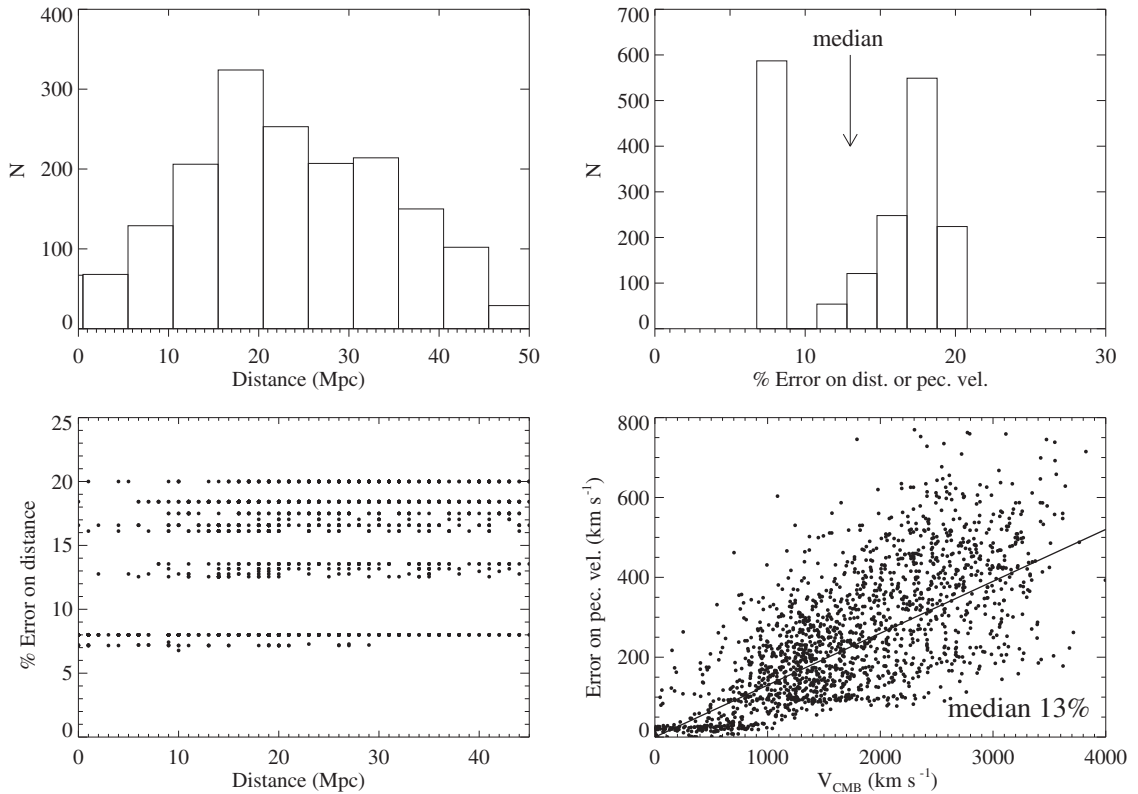 400
300
200
100
0
N
0 10 20 30 40 50
Distance (Mpc)
700
600
500
400
300
200
100
0
N
median
0 10 20 30
% Error on dist. or pec. vel.
25
20
15
10
5
0
% Error on distance
0 10 20 30 40
Distance (Mpc)
800
600
400
200
0
Error on pec. vel. (km s⁻¹)
median 13%
0 1000 2000 3000 4000
V_CMB (km s⁻¹)